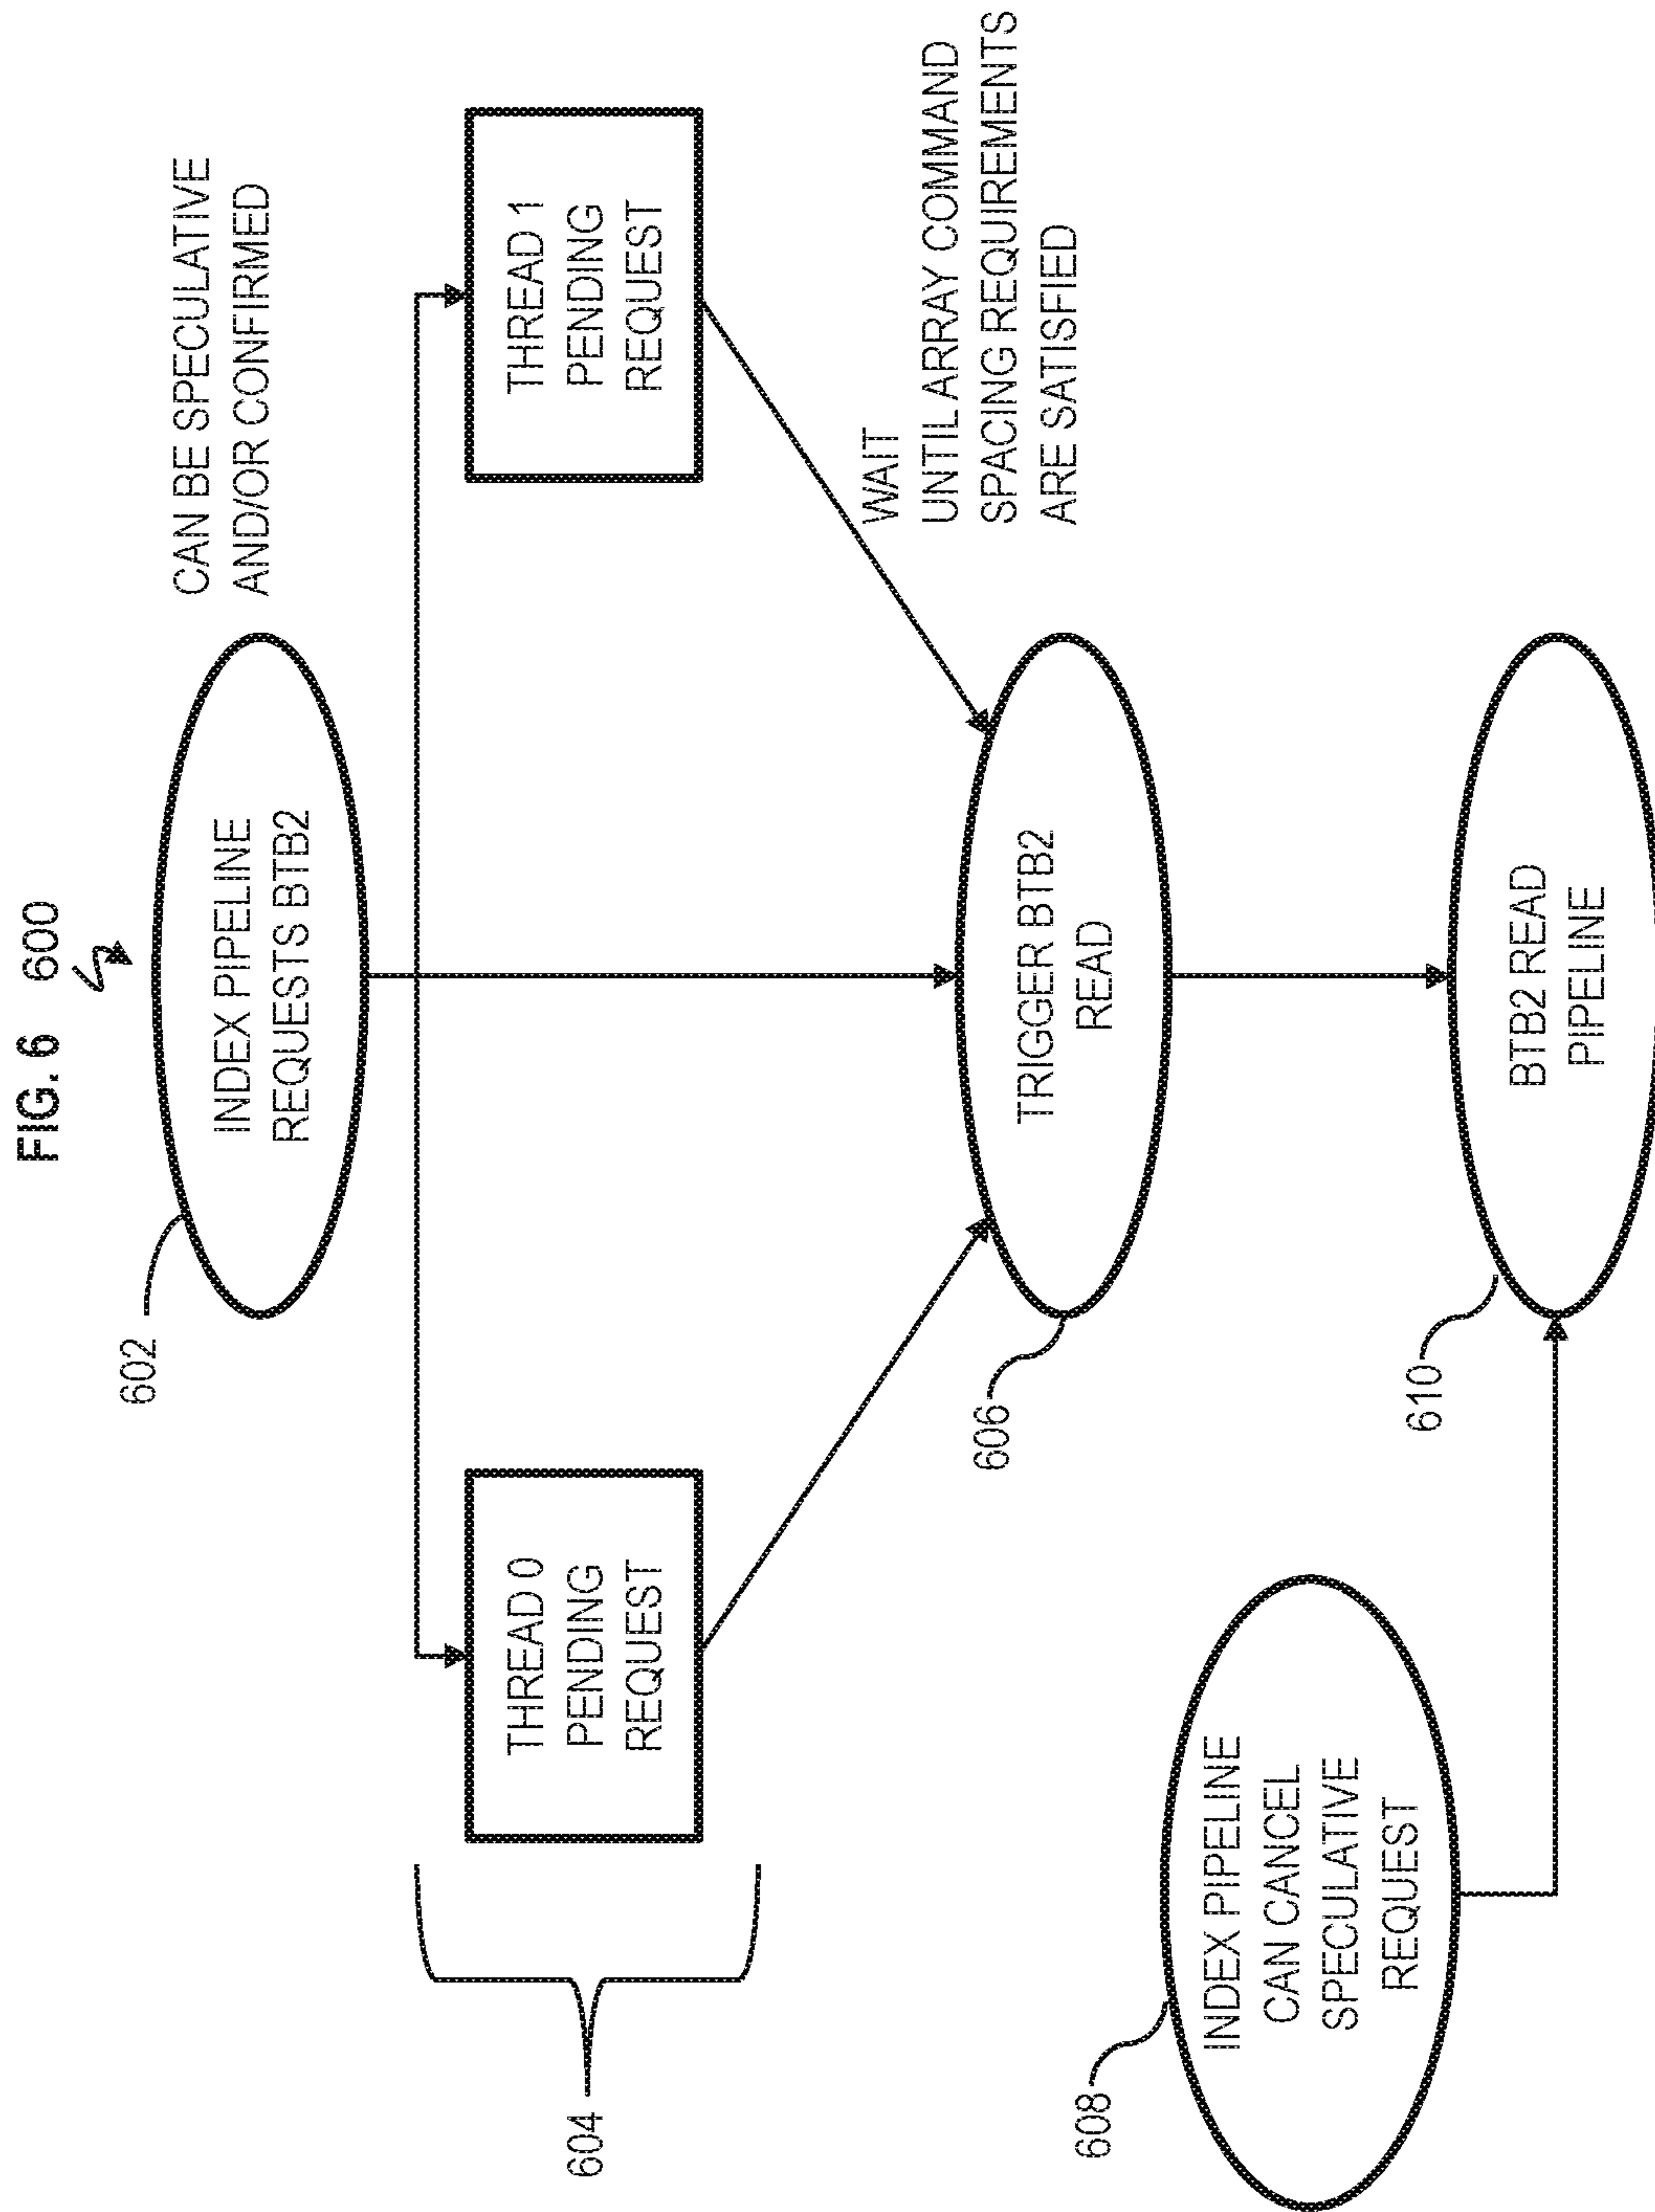 FIG. 6
600
602
INDEX PIPELINE
REQUESTS BTB2
CAN BE SPECULATIVE
AND/OR CONFIRMED
604
THREAD 0
PENDING
REQUEST
THREAD 1
PENDING
REQUEST
WAIT
UNTIL ARRAY COMMAND
SPACING REQUIREMENTS
ARE SATISFIED
606
TRIGGER BTB2
READ
608
INDEX PIPELINE
CAN CANCEL
SPECULATIVE
REQUEST
610
BTB2 READ
PIPELINE